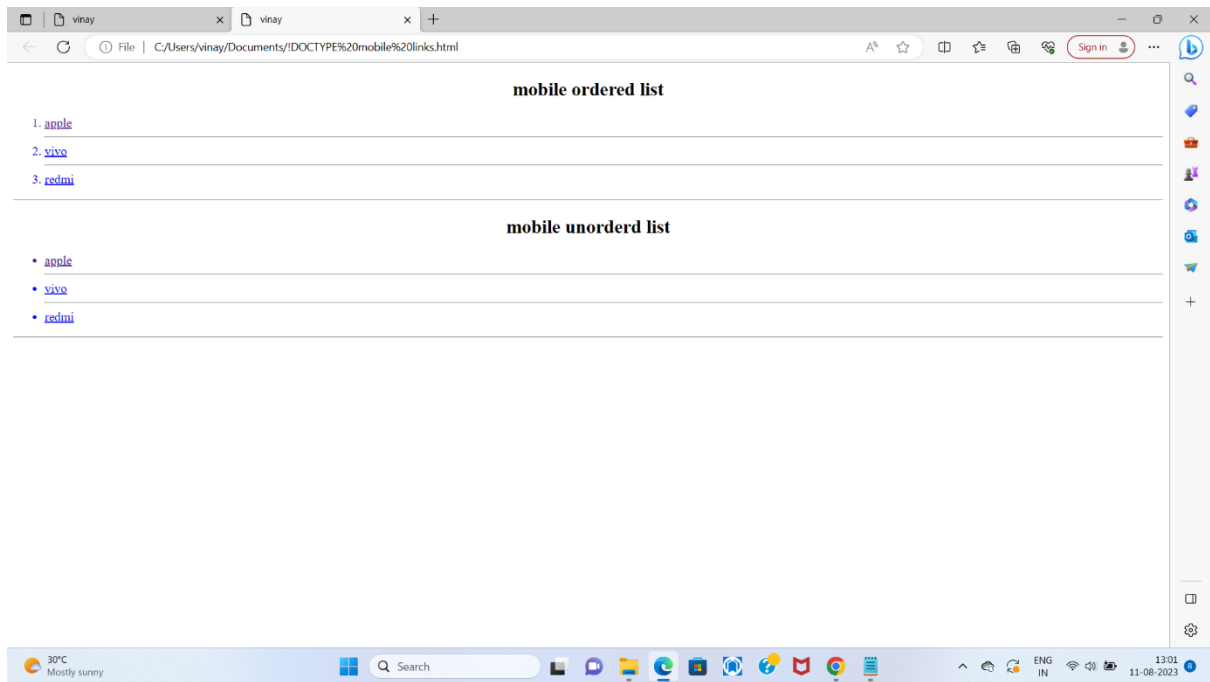 vinay
vinay
File | C:/Users/vinay/Documents/!DOCTYPE%20mobile%20links.html
Sign in
mobile ordered list
1. apple
2. vivo
3. redmi
mobile unorderd list
• apple
• vivo
• redmi
30°C
Mostly sunny
Search
ENG
IN
13:01
11-08-2023
8